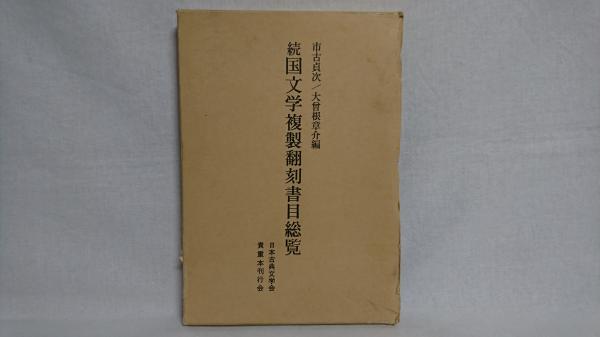 市古貞次/大曾根章介編
続国文学複製翻刻書目総覧
日本古典文学会
貴重本刊行会